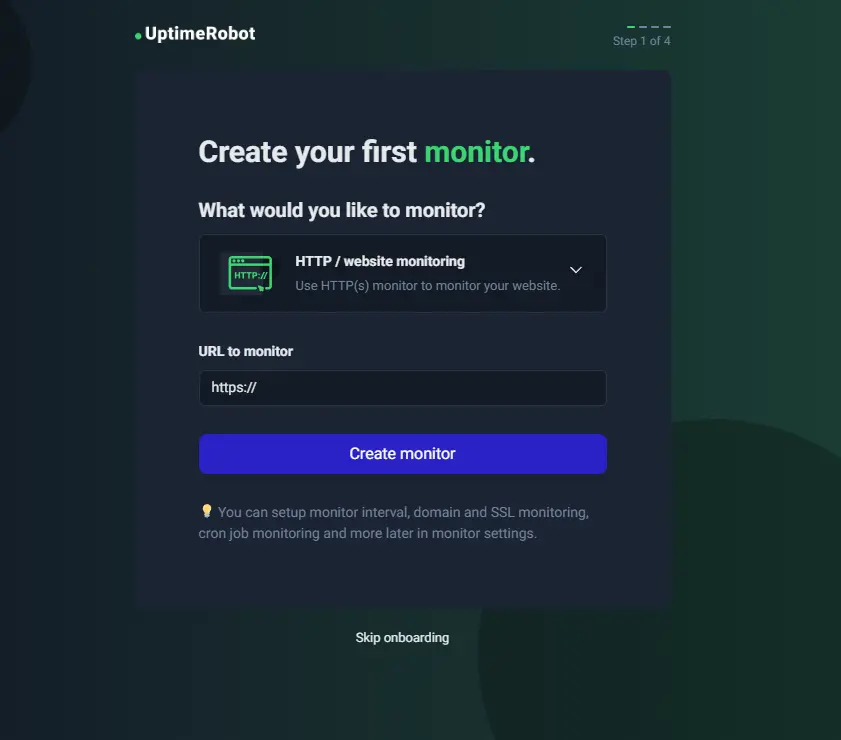 UptimeRobot
Step 1 of 4
Create your first monitor.
What would you like to monitor?
HTTP://
HTTP / website monitoring
Use HTTP(s) monitor to monitor your website.
URL to monitor
https://
Create monitor
You can setup monitor interval, domain and SSL monitoring,
cron job monitoring and more later in monitor settings.
Skip onboarding